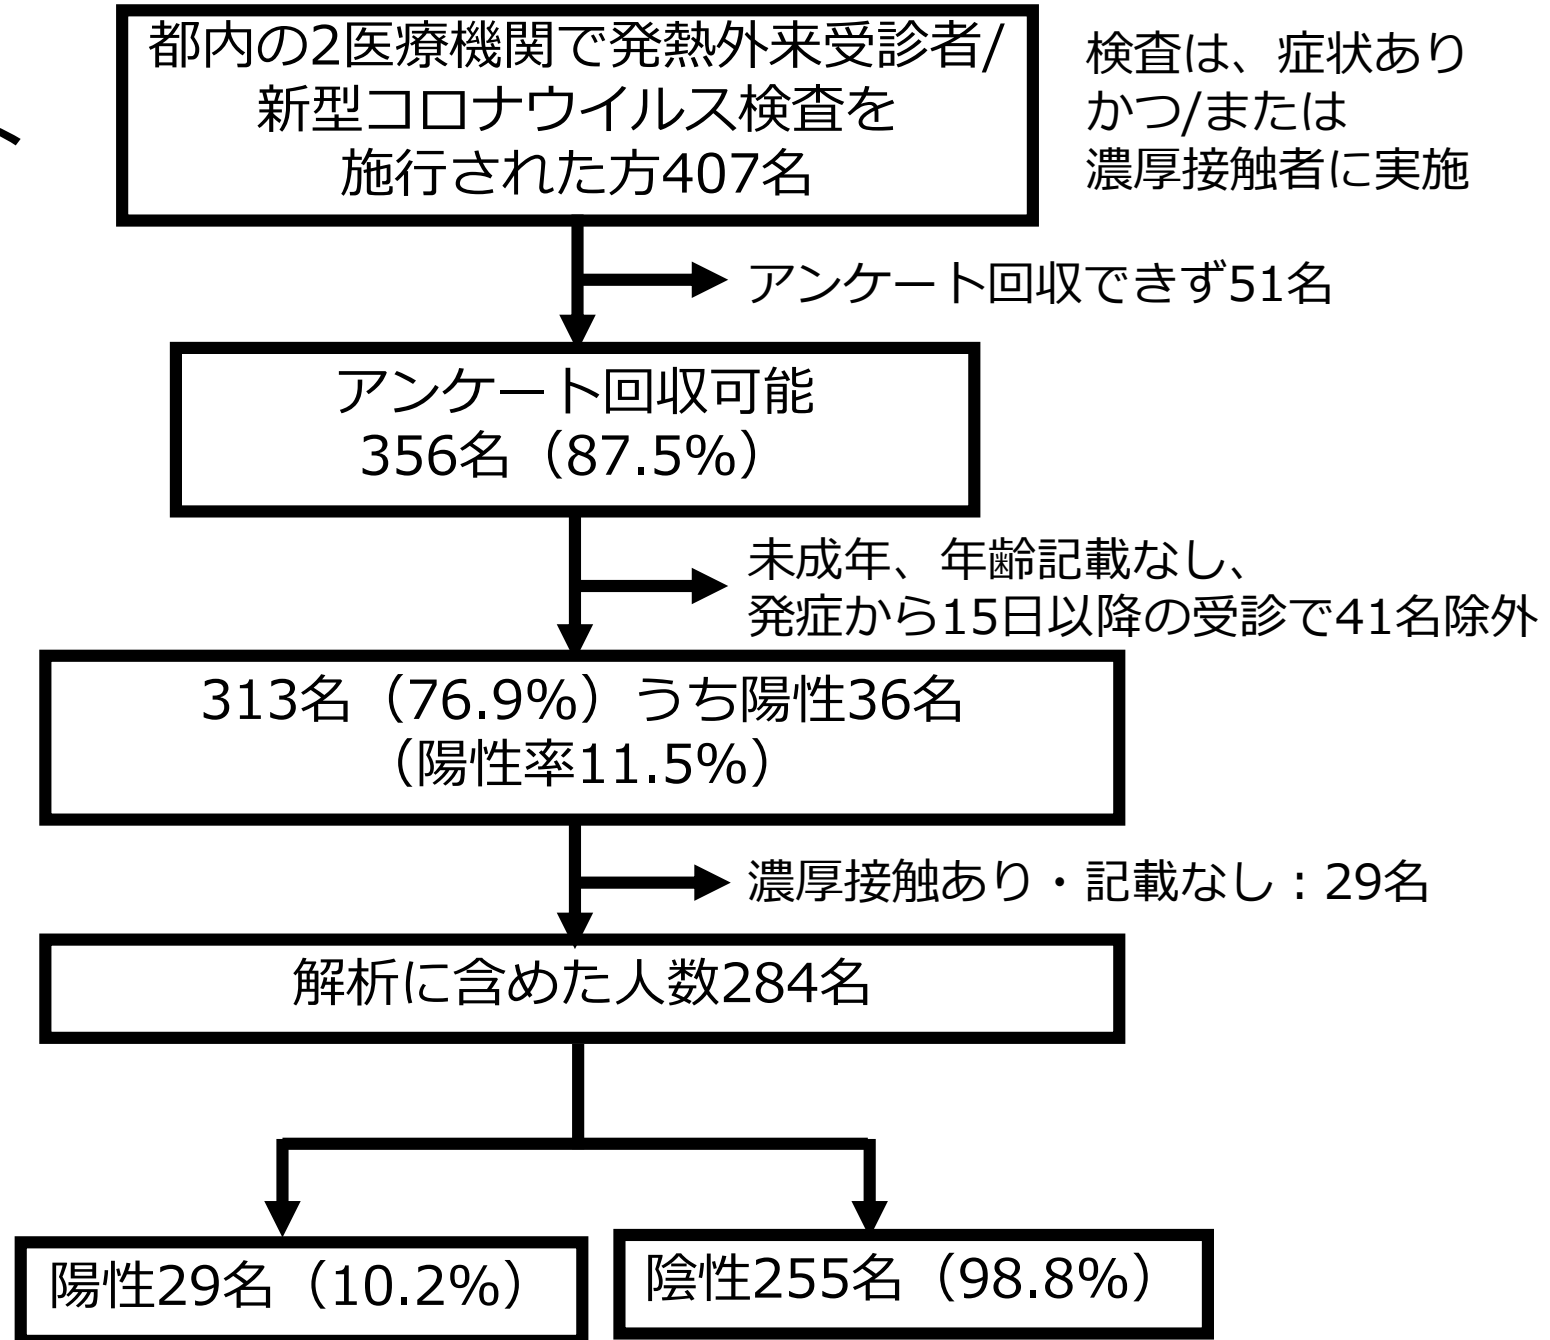 都内の2医療機関で発熱外来受診者/
新型コロナウイルス検査を
施行された方407名
検査は、症状あり
かつ/または
濃厚接触者に実施
アンケート回収できず51名
アンケート回収可能
356名（87.5%）
未成年、年齢記載なし、
発症から15日以降の受診で41名除外
313名（76.9%）うち陽性36名
（陽性率11.5%）
濃厚接触あり・記載なし：29名
解析に含めた人数284名
陽性29名（10.2%）
陰性255名（98.8%）